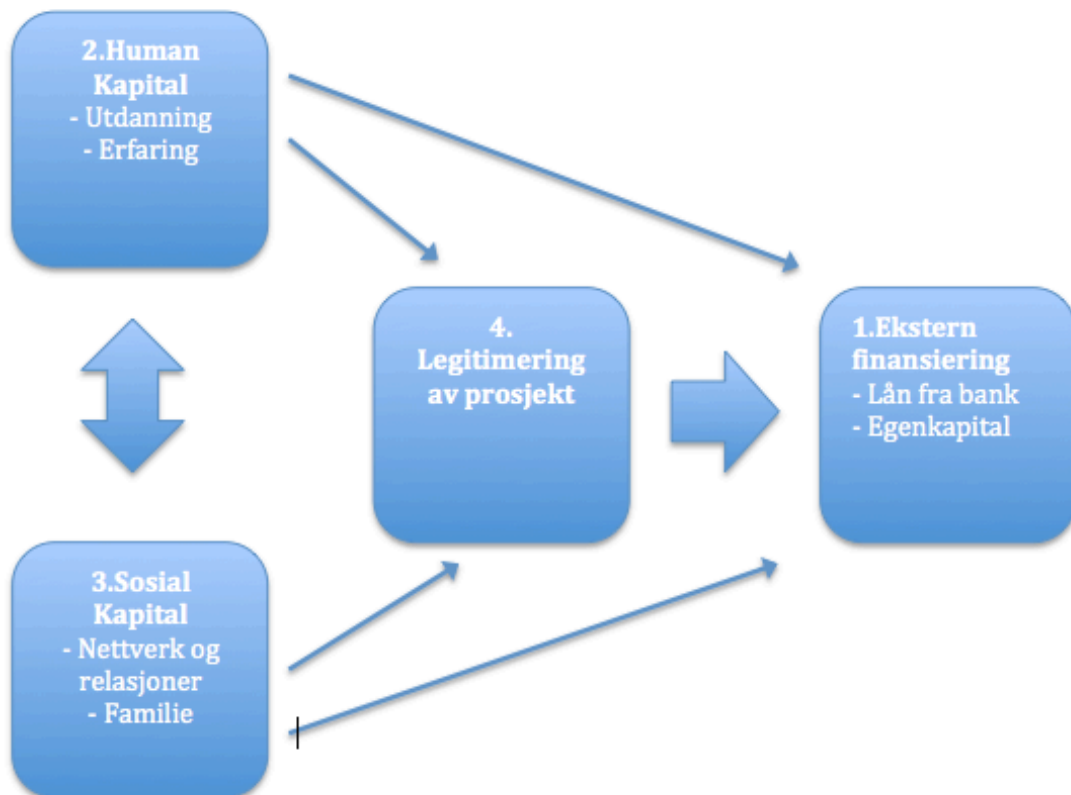 2.Human
Kapital
- Utdanning
- Erfaring
4.
Legitimering
av prosjekt
1.Ekstern
finansiering
- Lån fra bank
- Egenkapital
3.Sosial
Kapital
- Nettverk og
relasjoner
- Familie